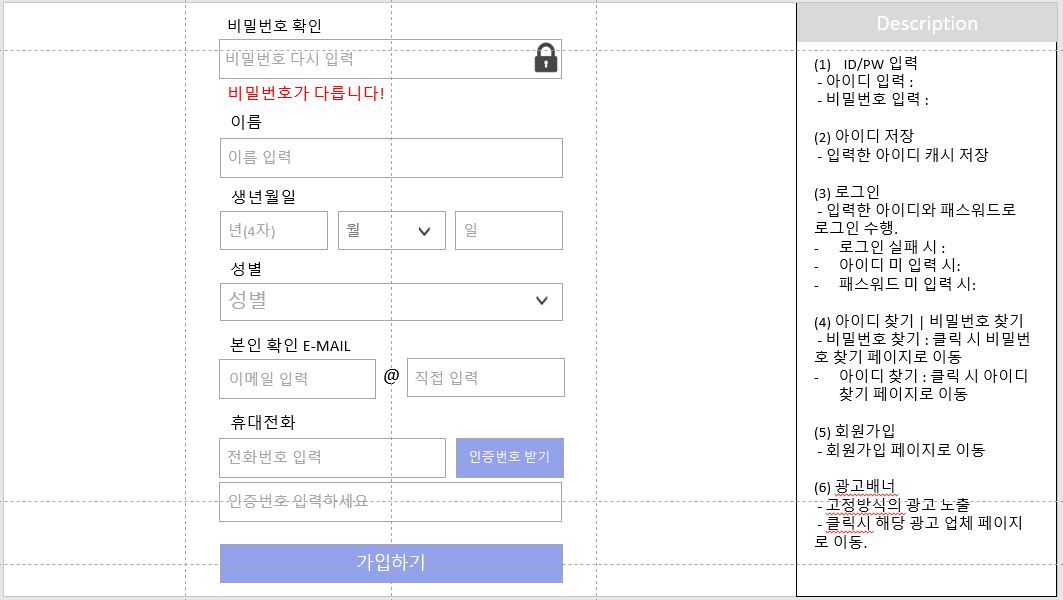 비밀번호 확인
비밀번호 다시 입력
비밀번호가 다릅니다!
이름
이름 입력
생년월일
년(4자) 월 일
성별
성별
본인 확인 E-MAIL
이메일 입력 @ 직접 입력
휴대전화
전화번호 입력 인증번호 받기
인증번호 입력하세요
가입하기
Description
(1) ID/PW 입력
- 아이디 입력 :
- 비밀번호 입력 :
(2) 아이디 저장
- 입력한 아이디 캐시 저장
(3) 로그인
- 입력한 아이디와 패스워드로
로그인 수행.
- 로그인 실패 시 :
- 아이디 미 입력 시:
- 패스워드 미 입력 시:
(4) 아이디 찾기 | 비밀번호 찾기
- 비밀번호 찾기 : 클릭 시 비밀번
호 찾기 페이지로 이동
- 아이디 찾기 : 클릭 시 아이디
찾기 페이지로 이동
(5) 회원가입
- 회원가입 페이지로 이동
(6) 광고배너
- 고정방식의 광고 노출
- 클릭시 해당 광고 업체 페이지
로 이동.